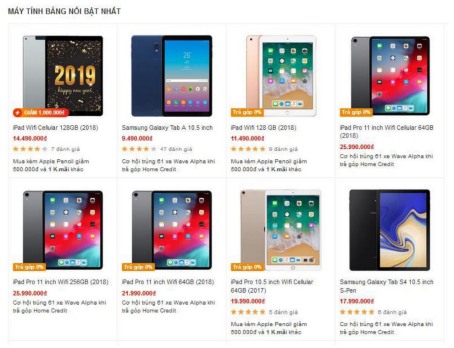 MÁY TÍNH BẢNG NỔI BẬT NHẤT
2019
happy new year
GIẢM 1.000.000₫
iPad Wifi Cellular 128GB (2018)
14.490.000₫
7 đánh giá
Mua kèm Apple Pencil giảm
500.000đ và 1 K.mãi khác
Samsung Galaxy Tab A 10.5 inch
9.490.000₫
47 đánh giá
Cơ hội trúng 61 xe Wave Alpha khi
trả góp Home Credit
Trả góp 0%
iPad Wifi 128 GB (2018)
11.490.000₫
9 đánh giá
Mua kèm Apple Pencil giảm
500.000đ và 1 K.mãi khác
Trả góp 0%
iPad Pro 11 inch Wifi Cellular 64GB
(2018)
25.990.000₫
Cơ hội trúng 61 xe Wave Alpha khi
trả góp Home Credit
Trả góp 0%
iPad Pro 11 inch Wifi 256GB (2018)
25.990.000₫
Cơ hội trúng 61 xe Wave Alpha khi
trả góp Home Credit
Trả góp 0%
iPad Pro 11 inch Wifi 64GB (2018)
21.990.000₫
Cơ hội trúng 61 xe Wave Alpha khi
trả góp Home Credit
Trả góp 0%
iPad Pro 10.5 inch Wifi Cellular
64GB (2017)
19.990.000₫
5 đánh giá
Mua kèm Apple Pencil giảm
500.000đ và 1 K.mãi khác
Samsung Galaxy Tab S4 10.5 inch
S-Pen
17.990.000₫
6 đánh giá
Cơ hội trúng 61 xe Wave Alpha khi
trả góp Home Credit